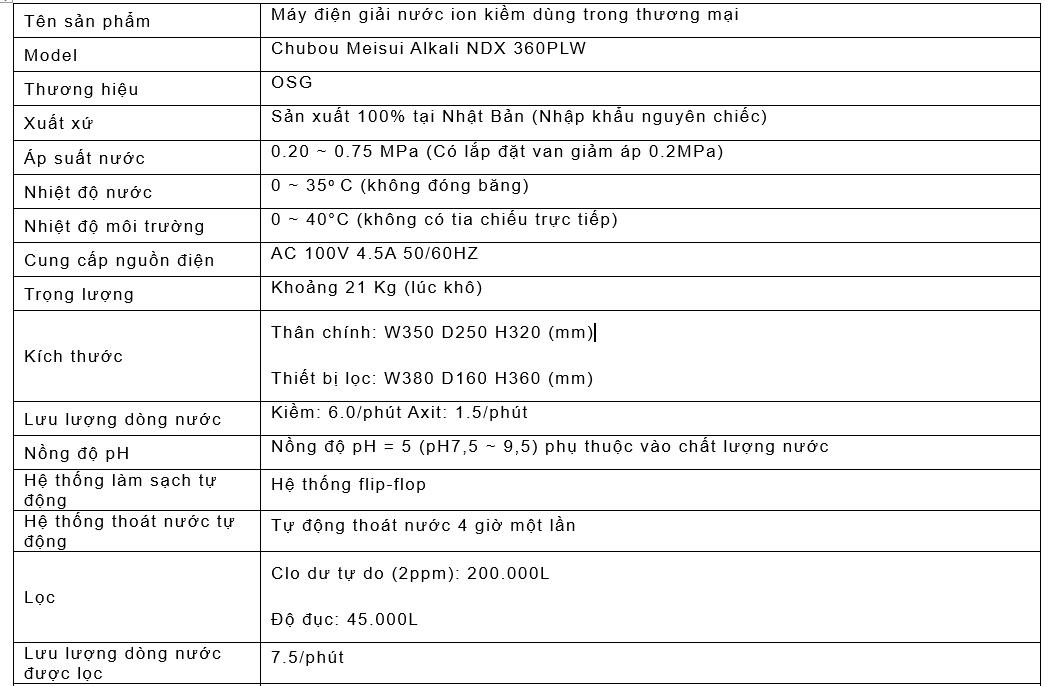 Tên sản phẩm
Máy điện giải nước ion kiềm dùng trong thương mại
Model
Chubou Meisui Alkali NDX 360PLW
Thương hiệu
OSG
Xuất xứ
Sản xuất 100% tại Nhật Bản (Nhập khẩu nguyên chiếc)
Áp suất nước
0.20 ~ 0.75 MPa (Có lắp đặt van giảm áp 0.2MPa)
Nhiệt độ nước
0 ~ 35º C (không đóng băng)
Nhiệt độ môi trường
0 ~ 40°C (không có tia chiếu trực tiếp)
Cung cấp nguồn điện
AC 100V 4.5A 50/60HZ
Trọng lượng
Khoảng 21 Kg (lúc khô)
Kích thước
Thân chính: W350 D250 H320 (mm)
Thiết bị lọc: W380 D160 H360 (mm)
Lưu lượng dòng nước
Kiềm: 6.0/phút Axit: 1.5/phút
Nồng độ pH
Nồng độ pH = 5 (pH7,5 ~ 9,5) phụ thuộc vào chất lượng nước
Hệ thống làm sạch tự
động
Hệ thống flip-flop
Hệ thống thoát nước tự
động
Tự động thoát nước 4 giờ một lần
Lọc
Clo dư tự do (2ppm): 200.000L
Độ đục: 45.000L
Lưu lượng dòng nước
được lọc
7.5/phút